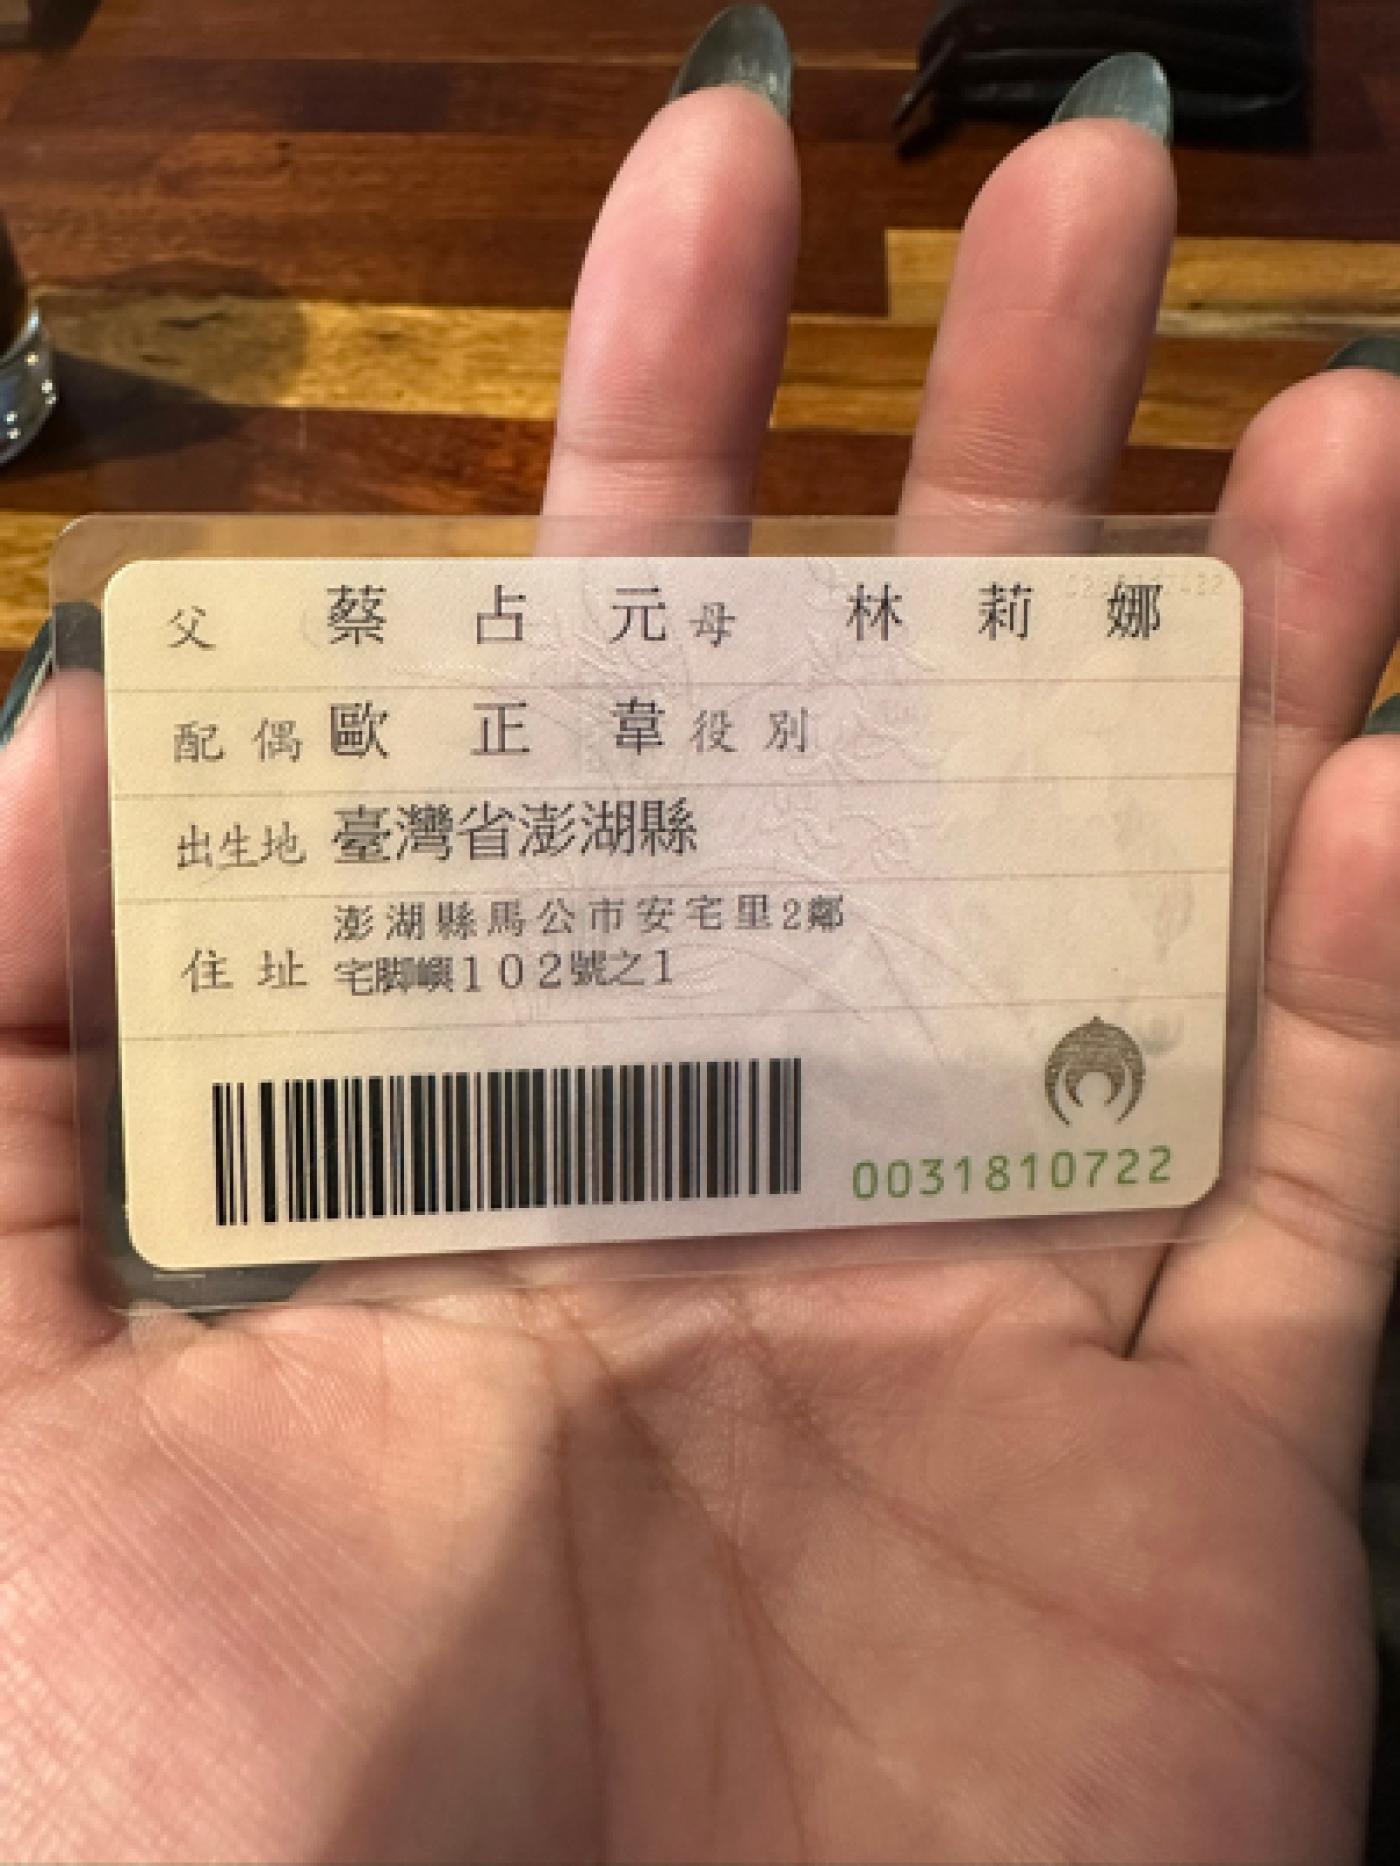 父 蔡占元 母 林莉娜
配偶 歐正韋 役別
出生地 臺灣省澎湖縣
住址 澎湖縣馬公市安宅里2鄰
宅脚嶼102號之1
0031810722